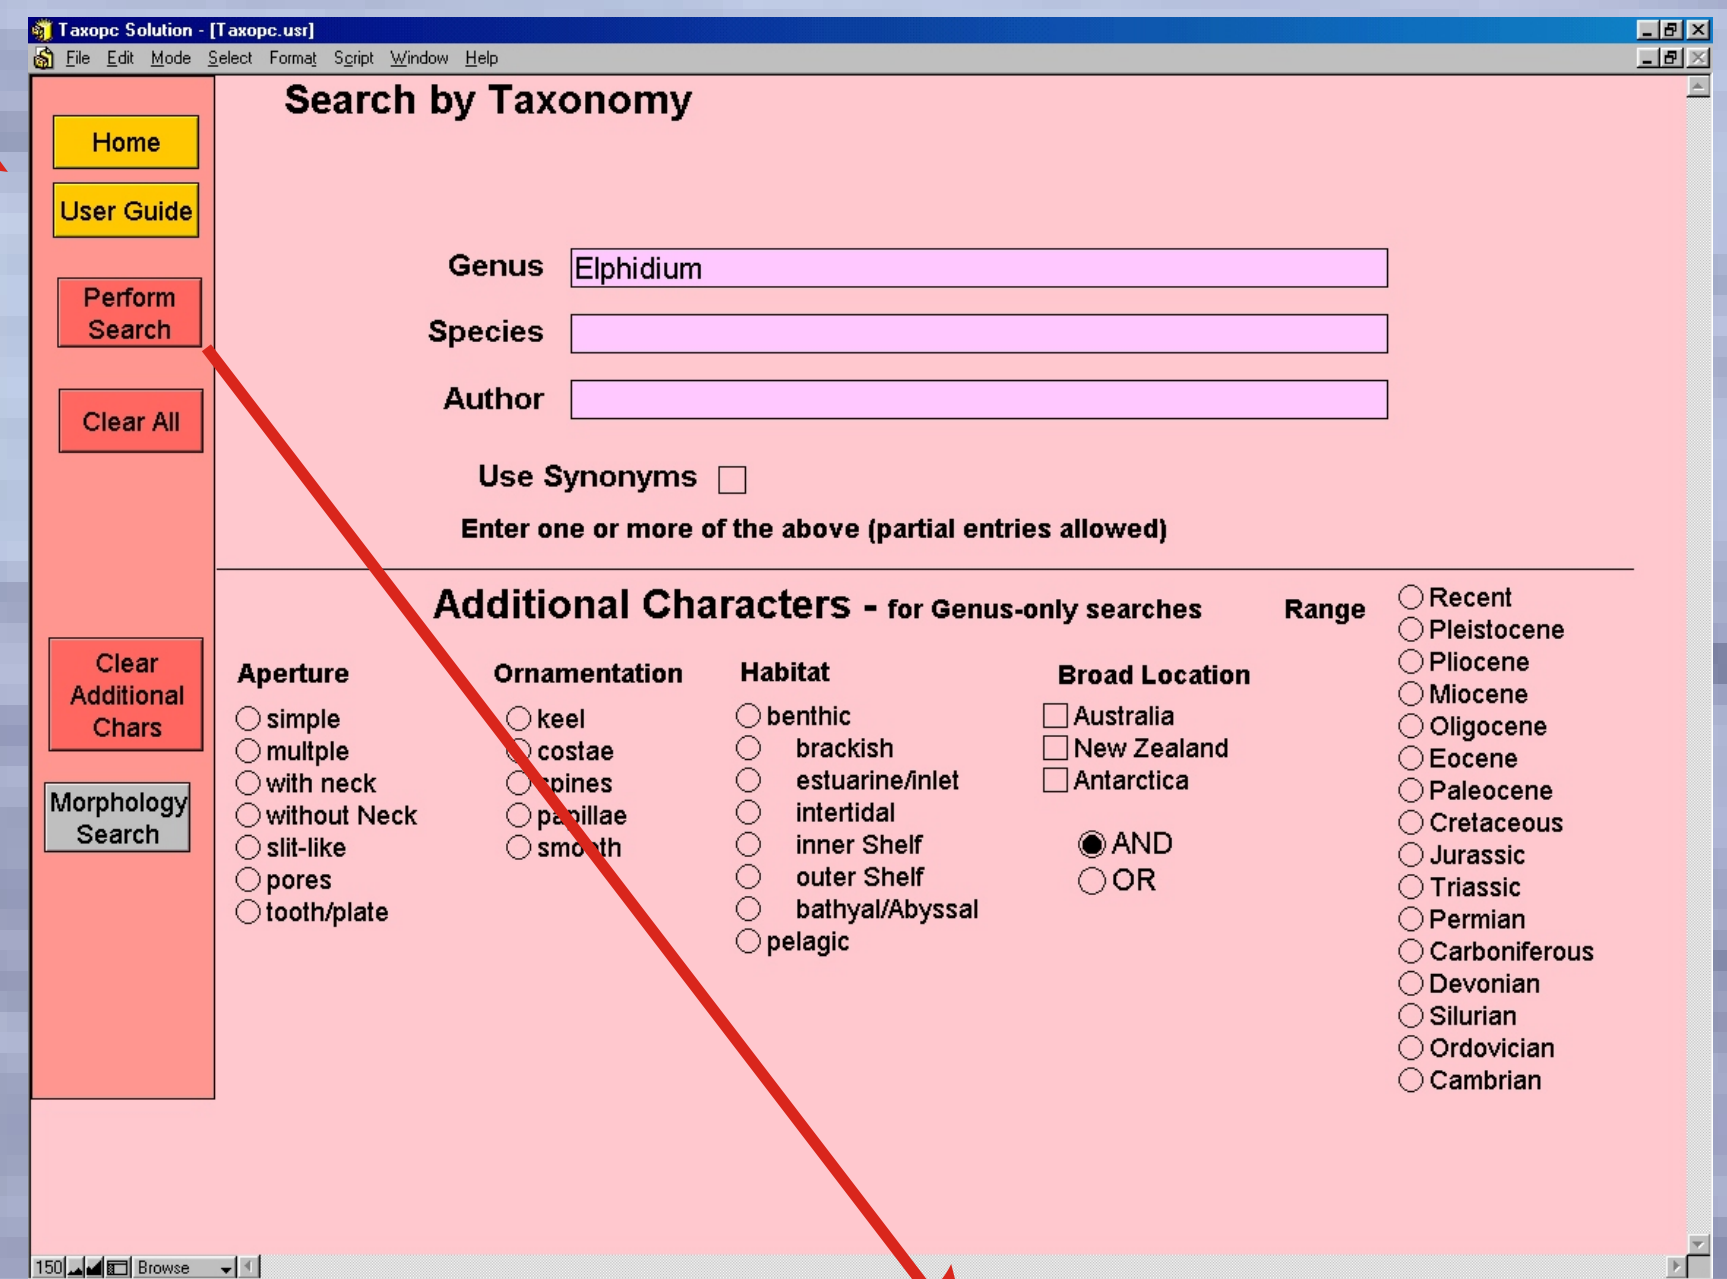 Taxopc Solution - [Taxopc.usr]
File Edit Mode Select Format Script Window Help
Search by Taxonomy
Home
User Guide
Perform
Search
Clear All
Genus Elphidium
Species
Author
Use Synonyms
Enter one or more of the above (partial entries allowed)
Additional Characters - for Genus-only searches
Clear
Additional
Chars
Morphology
Search
Aperture
simple
multple
with neck
without Neck
slit-like
pores
tooth/plate
Ornamentation
keel
costae
spines
papillae
smooth
Habitat
benthic
brackish
estuarine/inlet
intertidal
inner Shelf
outer Shelf
bathyal/Abyssal
pelagic
Broad Location
Australia
New Zealand
Antarctica
AND
OR
Range
Recent
Pleistocene
Pliocene
Miocene
Oligocene
Eocene
Paleocene
Cretaceous
Jurassic
Triassic
Permian
Carboniferous
Devonian
Silurian
Ordovician
Cambrian
150 Browse